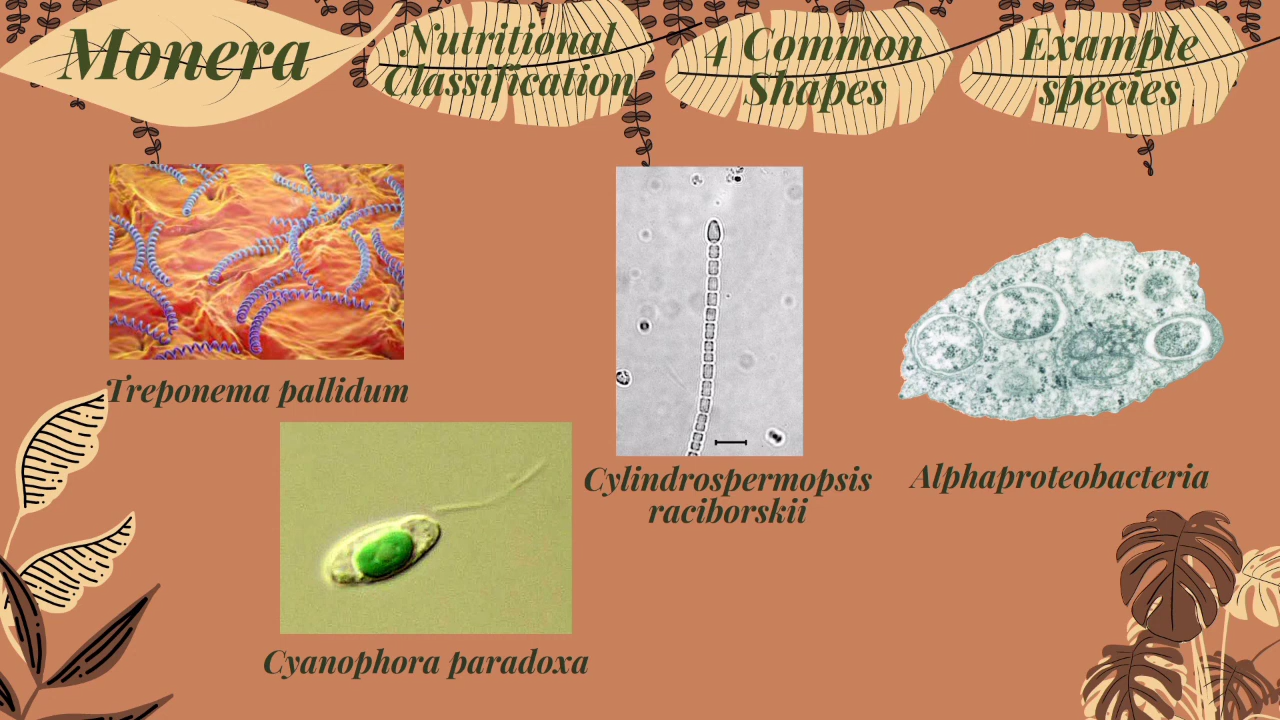 Monera
Nutritional
Classification
4 Common
Shapes
Example
species
Treponema pallidum
Cylindrospermopsis
raciborskii
Alphaproteobacteria
Cyanophora paradoxa